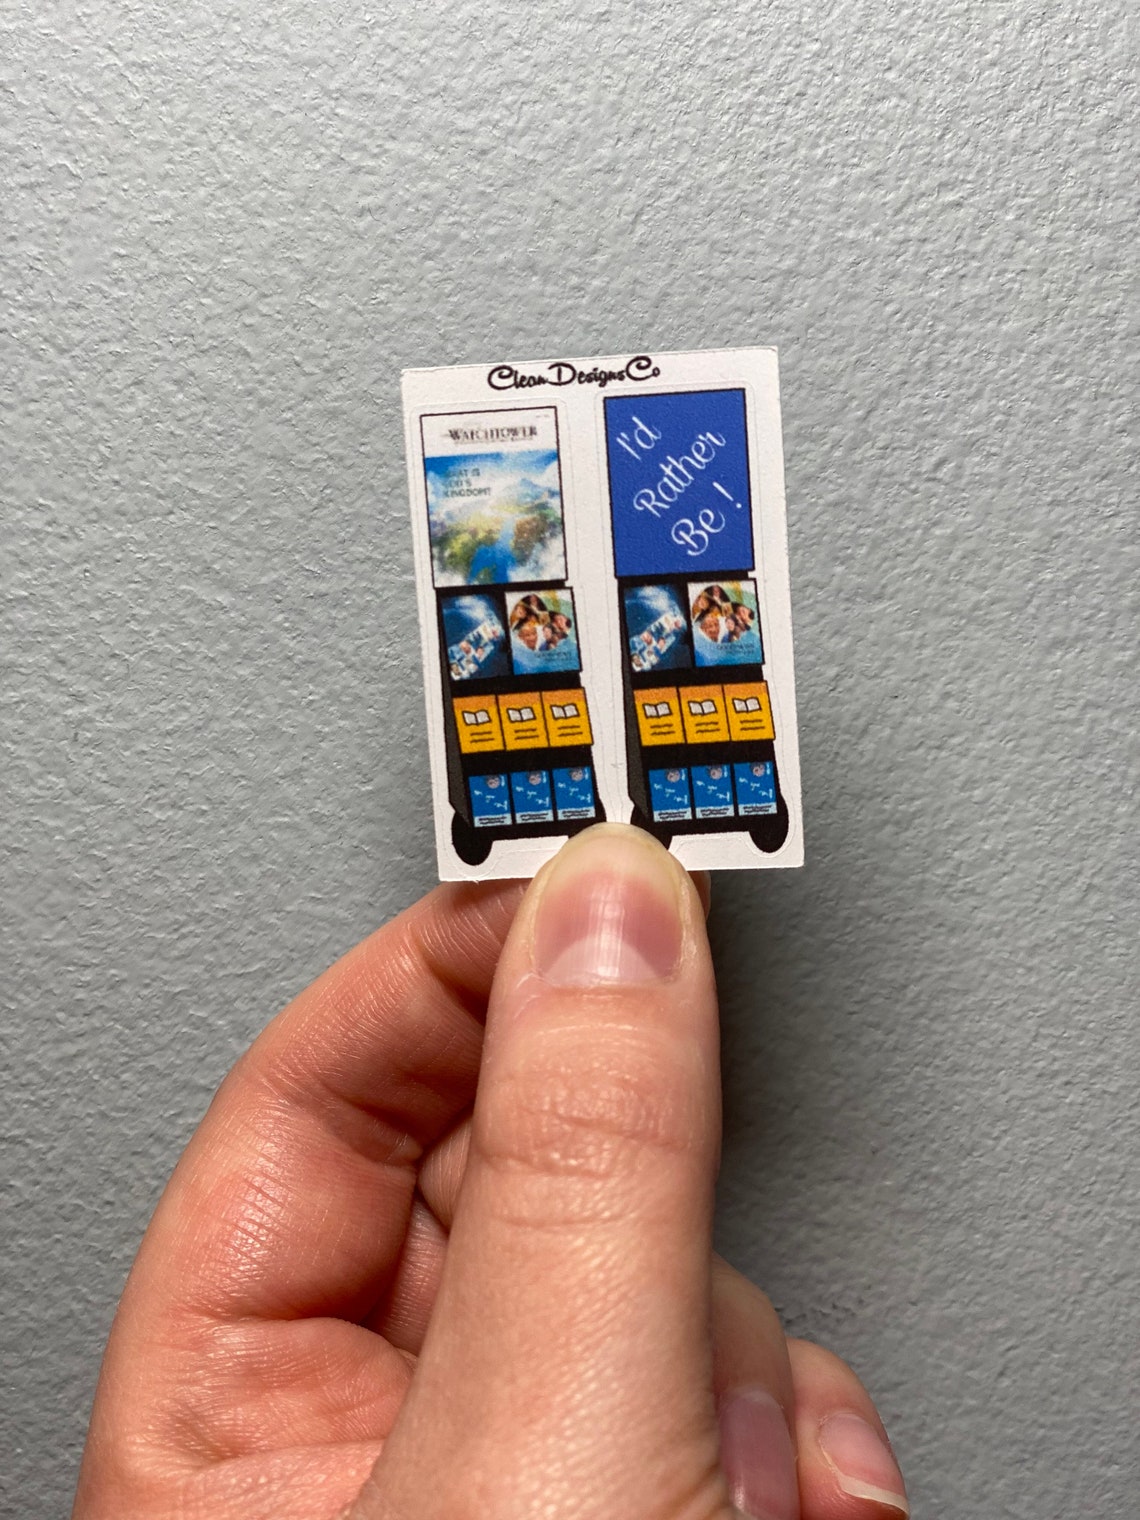 CleanDesignsCo
WATCHTOWER
WHAT IS
GOD'S
KINGDOM?
I'd
Rather
Be !